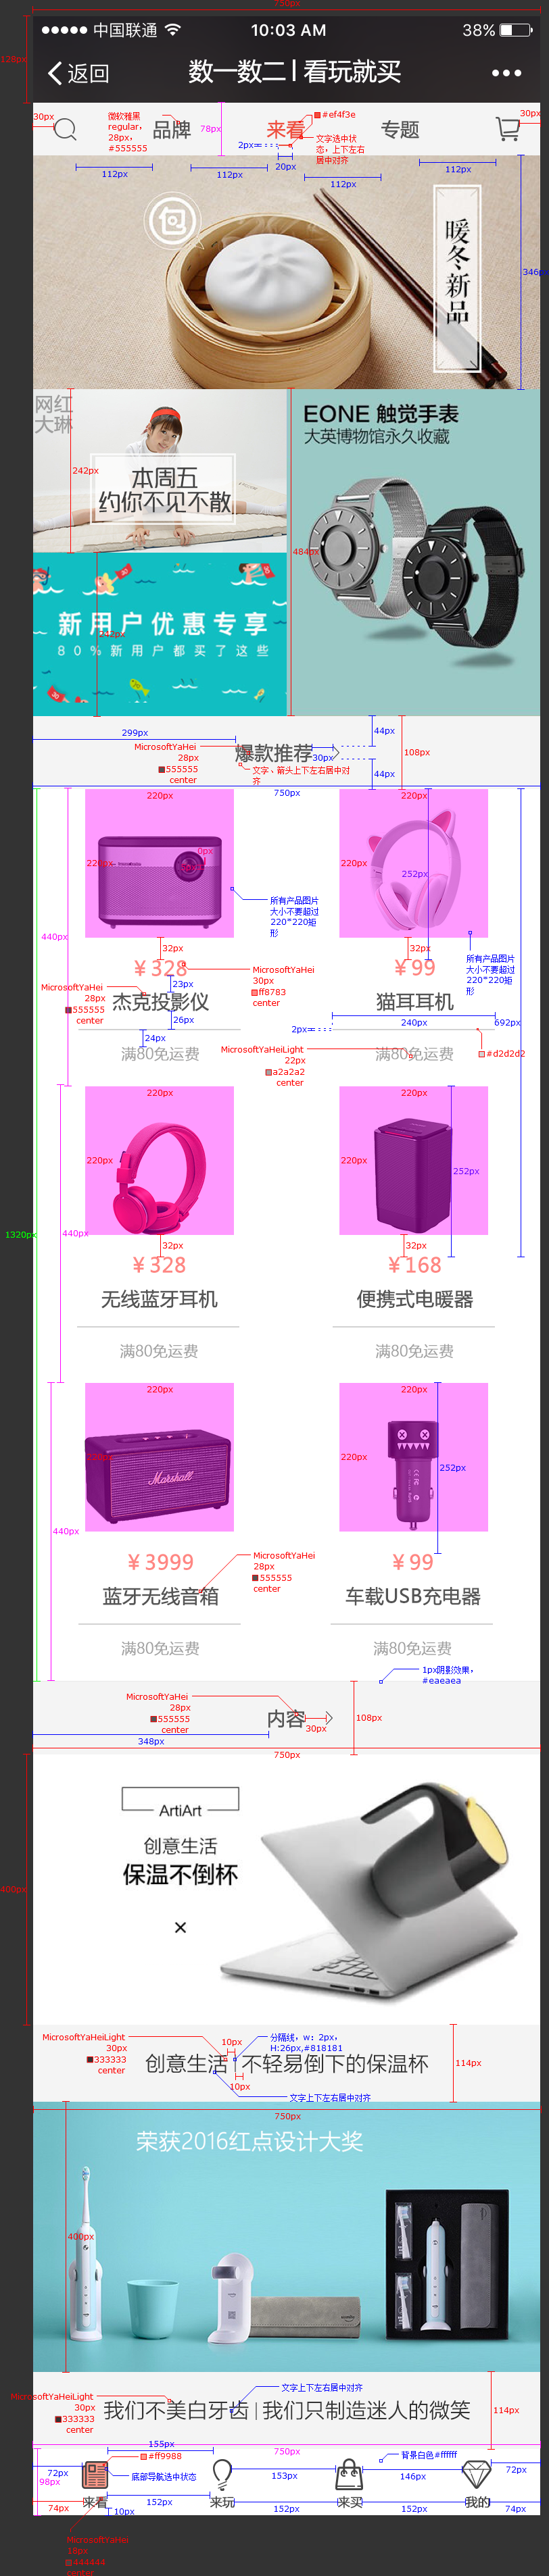 750px
中国联通
10:03 AM
38%
128px
返回
数一数二 | 看玩就买
30px
微软雅黑
regular,
28px,
#555555
品牌
78px
来看
#ef4f3e
文字选中状
态, 上下左右
居中对齐
专题
30px
2px
20px
112px
112px
112px
112px
包
暖冬新品
346px
网红
大琳
242px
本周五
约你不见不散
EONE 触觉手表
大英博物馆永久收藏
484px
新用户优惠专享
80%新用户都买了这些
242px
299px
MicrosoftYaHei
28px
#555555
center
爆款推荐
30px
文字、箭头上下左右居中对
齐
44px
108px
44px
750px
220px
220px
220px
0px
220px
252px
440px
所有产品图片
大小不要超过
220*220矩
形
所有产品图片
大小不要超过
220*220矩
形
32px
32px
¥328
¥99
MicrosoftYaHei
30px
#ff8783
center
MicrosoftYaHei
28px
#555555
center
23px
杰克投影仪
猫耳耳机
26px
240px
692px
2px
24px
满80免运费
MicrosoftYaHeiLight
22px
#a2a2a2
center
满80免运费
#d2d2d2
220px
220px
220px
220px
252px
440px
1320px
32px
32px
¥328
¥168
无线蓝牙耳机
便携式电暖器
满80免运费
满80免运费
220px
220px
220px
220px
252px
Marshall
440px
¥3999
¥99
MicrosoftYaHei
28px
#555555
center
蓝牙无线音箱
车载USB充电器
满80免运费
满80免运费
1px阴影效果,
#eaeaea
MicrosoftYaHei
28px
#555555
center
内容
30px
108px
348px
750px
ArtiArt
创意生活
保温不倒杯
×
400px
MicrosoftYaHeiLight
30px
#333333
center
10px
分隔线, w: 2px,
H:26px,#818181
创意生活 不轻易倒下的保温杯
10px
114px
文字上下左右居中对齐
750px
荣获2016红点设计大奖
400px
MicrosoftYaHeiLight
30px
#333333
center
文字上下左右居中对齐
我们不美白牙齿 | 我们只制造迷人的微笑
114px
155px
750px
#ff9988
背景白色#ffffff
72px
98px
底部导航选中状态
153px
146px
72px
来看
来玩
来买
我的
74px
152px
152px
152px
74px
10px
MicrosoftYaHei
18px
#444444
center